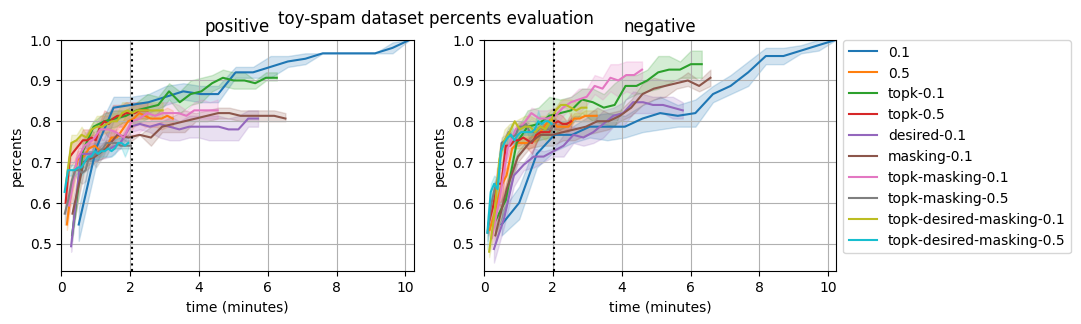 toy-spam dataset percents evaluation
positive
negative
percents
1.0
0.9
0.8
0.7
0.6
0.5
0 2 4 6 8 10
time (minutes)
percents
1.0
0.9
0.8
0.7
0.6
0.5
0 2 4 6 8 10
time (minutes)
0.1
0.5
topk-0.1
topk-0.5
desired-0.1
masking-0.1
topk-masking-0.1
topk-masking-0.5
topk-desired-masking-0.1
topk-desired-masking-0.5